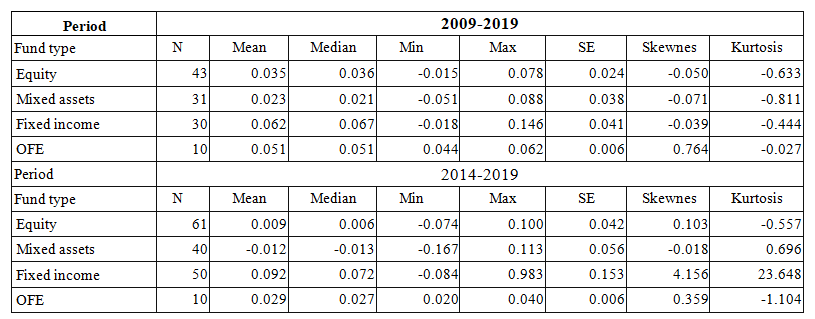 Period 2009-2019
Fund type N Mean Median Min Max SE Skewnes Kurtosis
Equity 43 0.035 0.036 -0.015 0.078 0.024 -0.050 -0.633
Mixed assets 31 0.023 0.021 -0.051 0.088 0.038 -0.071 -0.811
Fixed income 30 0.062 0.067 -0.018 0.146 0.041 -0.039 -0.444
OFE 10 0.051 0.051 0.044 0.062 0.006 0.764 -0.027
Period 2014-2019
Fund type N Mean Median Min Max SE Skewnes Kurtosis
Equity 61 0.009 0.006 -0.074 0.100 0.042 0.103 -0.557
Mixed assets 40 -0.012 -0.013 -0.167 0.113 0.056 -0.018 0.696
Fixed income 50 0.092 0.072 -0.084 0.983 0.153 4.156 23.648
OFE 10 0.029 0.027 0.020 0.040 0.006 0.359 -1.104